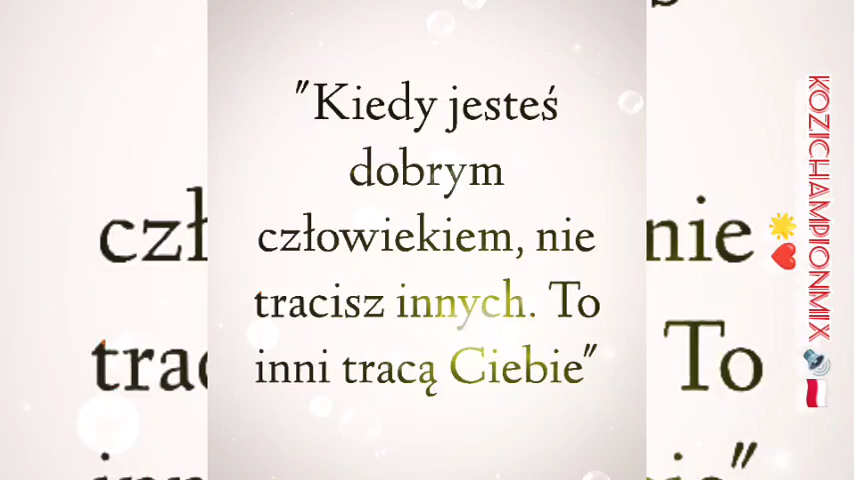 "Kiedy jesteś
dobrym
człowiekiem, nie
tracisz innych. To
inni tracą Ciebie"
KOZICHAMPIONMIX